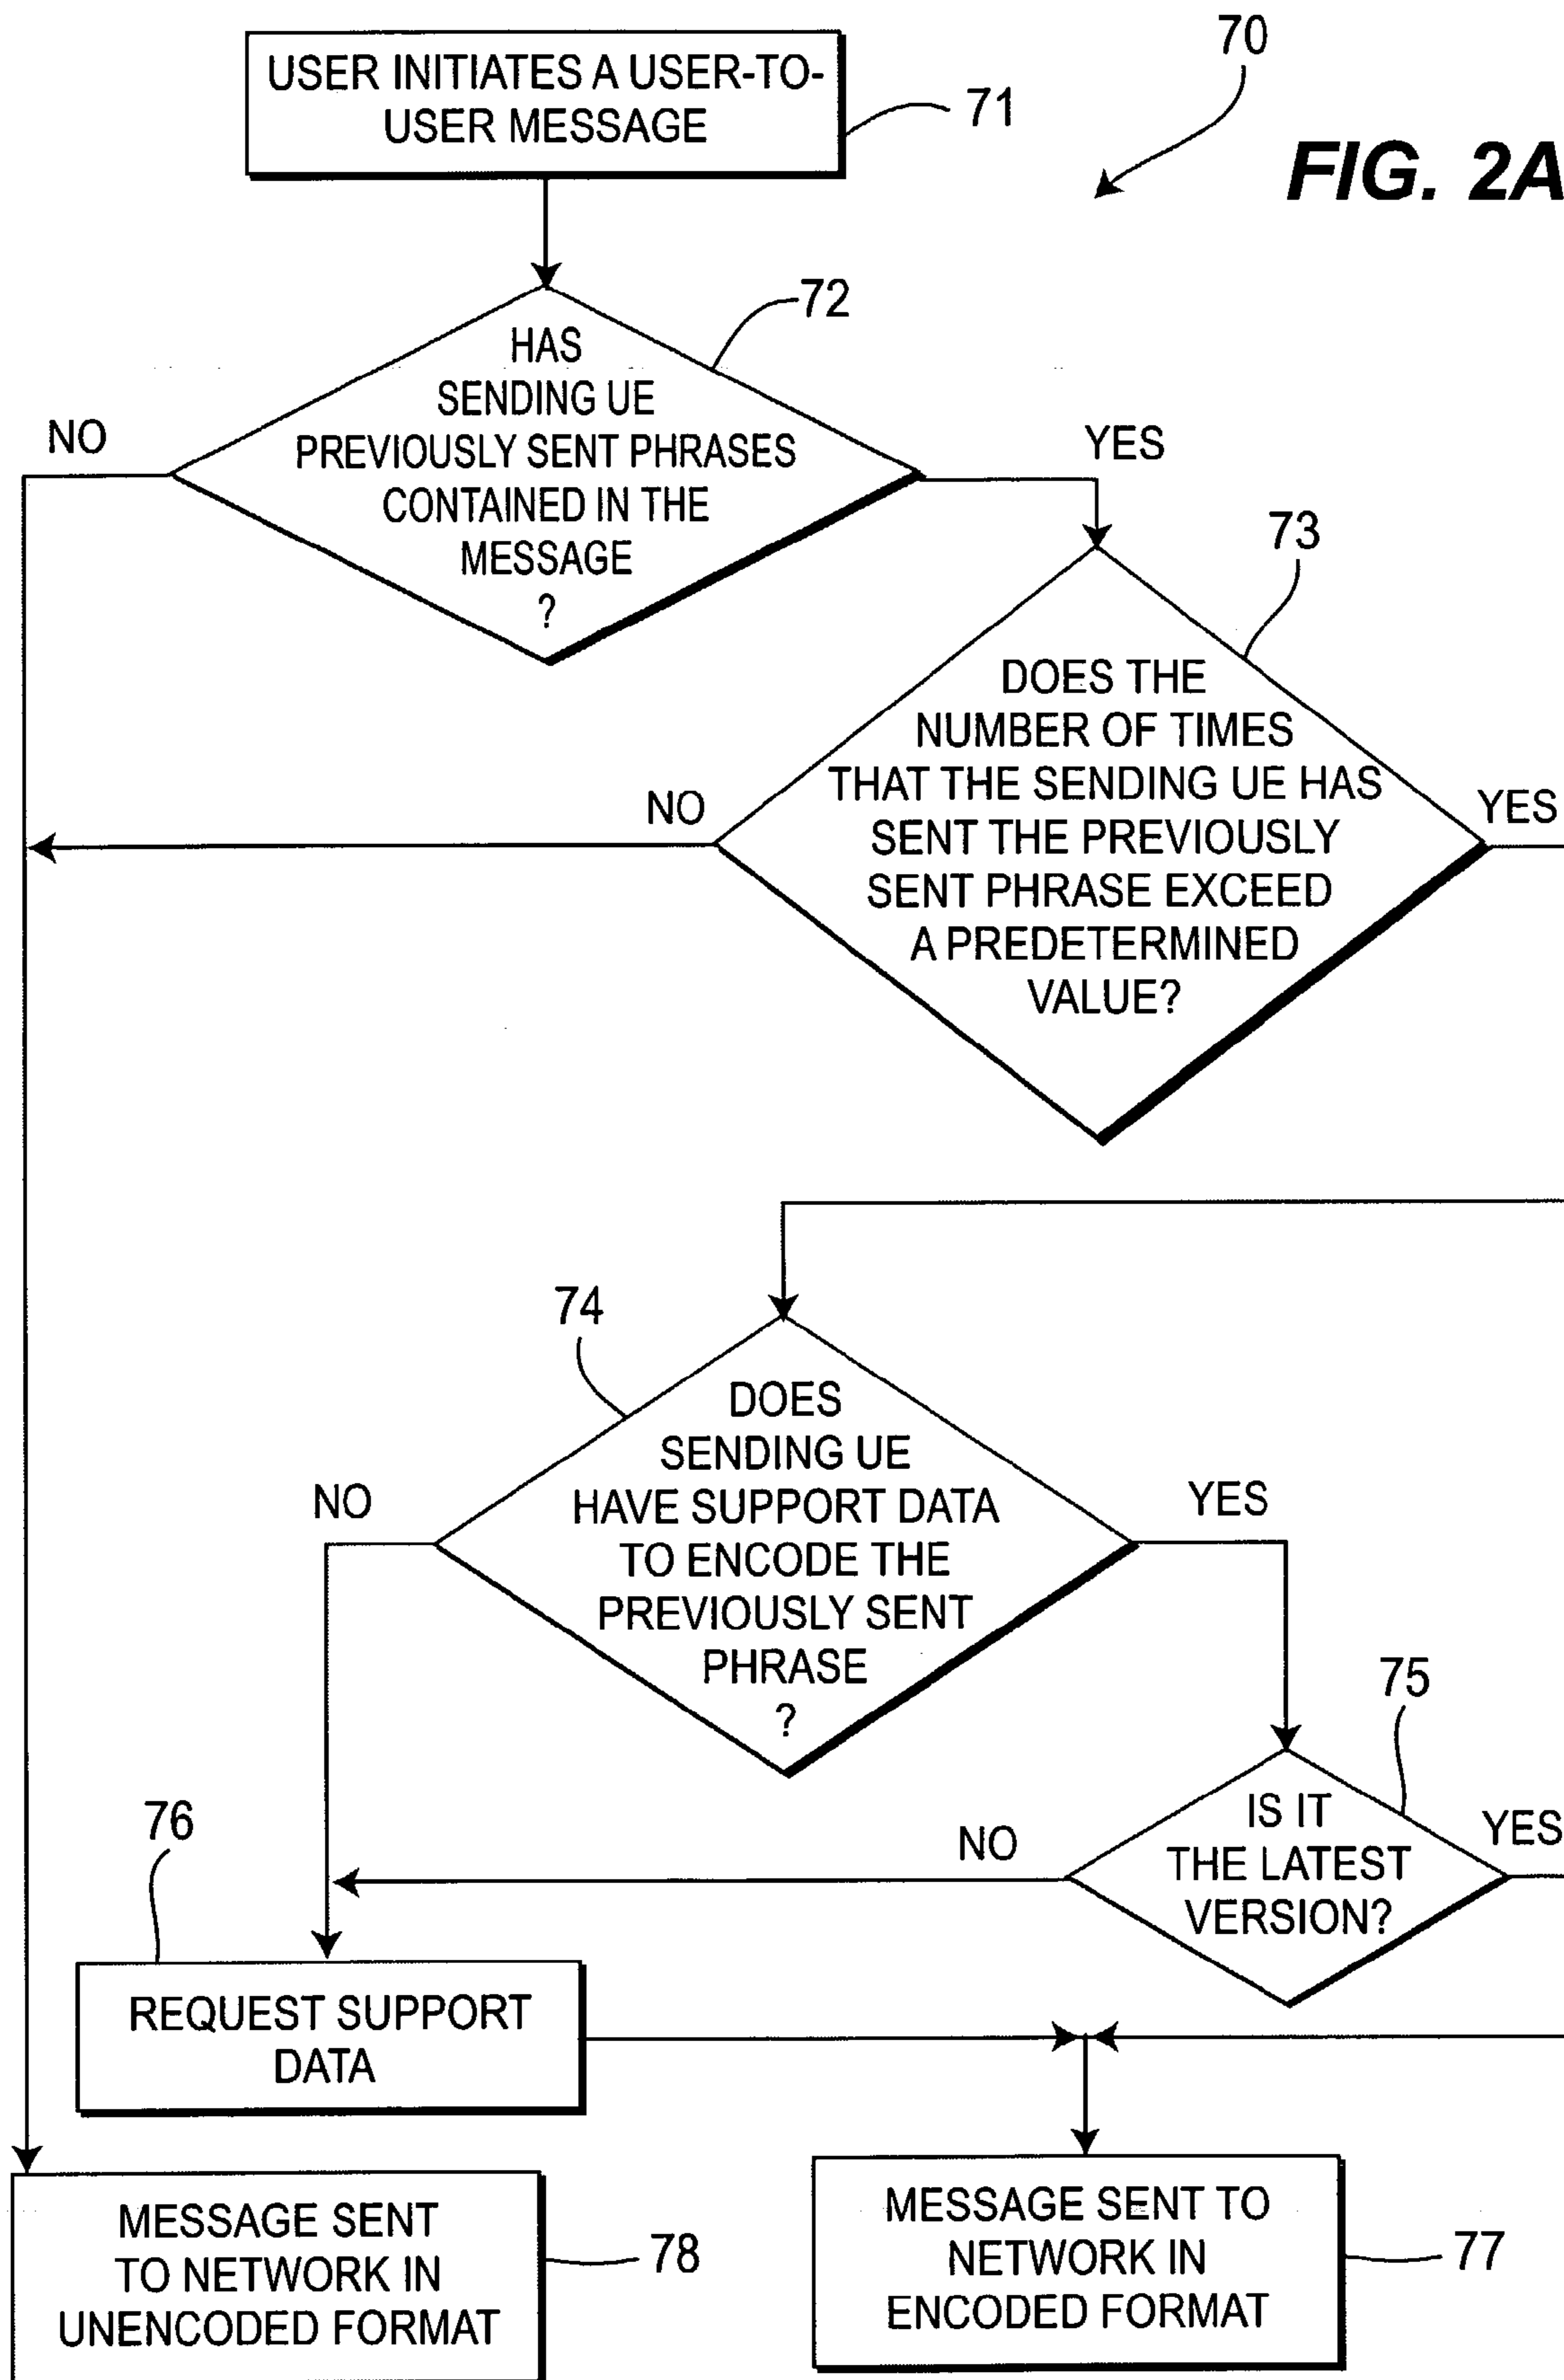 70
USER INITIATES A USER-TO-
USER MESSAGE
71
FIG. 2A
72
HAS
SENDING UE
PREVIOUSLY SENT PHRASES
CONTAINED IN THE
MESSAGE
?
NO
YES
73
DOES THE
NUMBER OF TIMES
THAT THE SENDING UE HAS
SENT THE PREVIOUSLY
SENT PHRASE EXCEED
A PREDETERMINED
VALUE?
NO
YES
74
DOES
SENDING UE
HAVE SUPPORT DATA
TO ENCODE THE
PREVIOUSLY SENT
PHRASE
?
NO
YES
75
IS IT
THE LATEST
VERSION?
NO
YES
76
REQUEST SUPPORT
DATA
MESSAGE SENT
TO NETWORK IN
UNENCODED FORMAT
78
MESSAGE SENT TO
NETWORK IN
ENCODED FORMAT
77